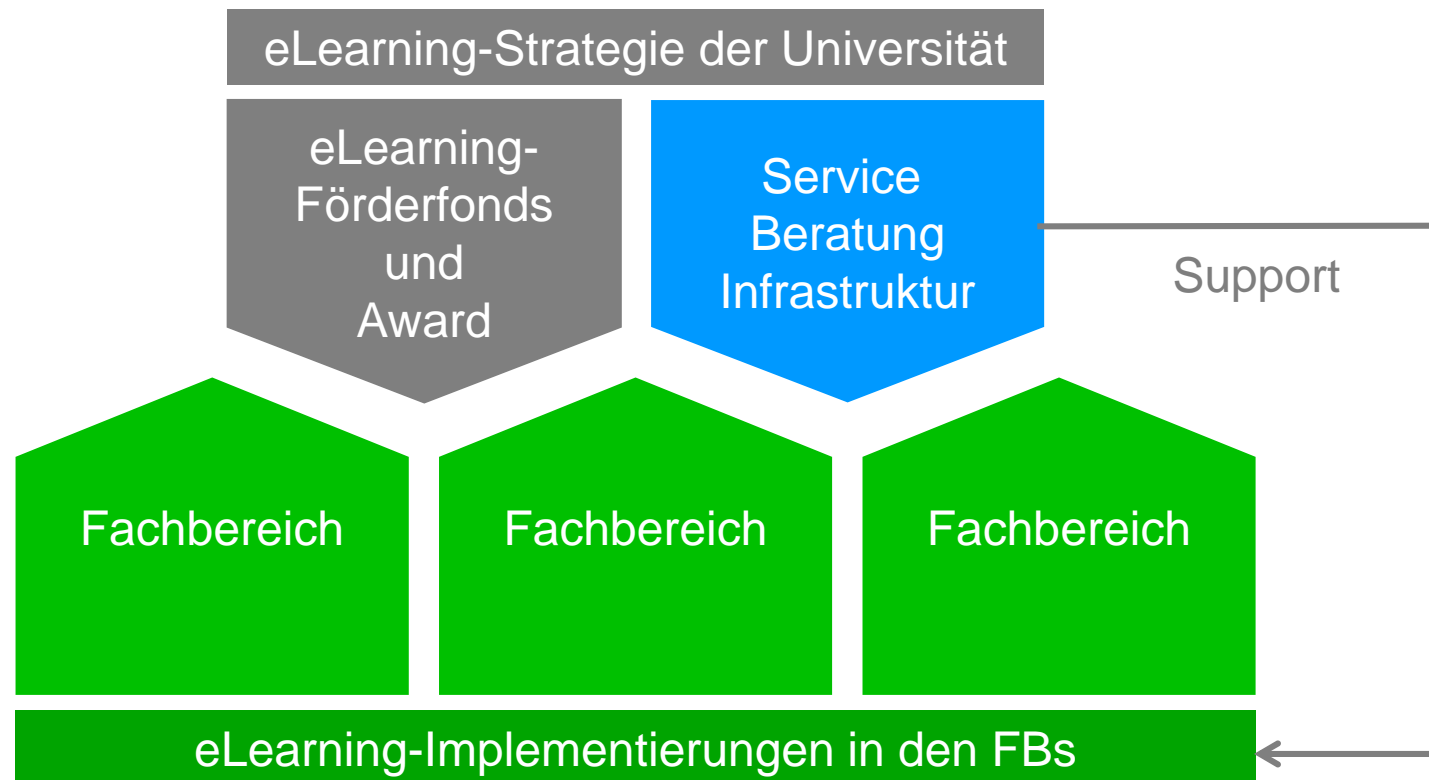 eLearning-Strategie der Universität
eLearning-
Förderfonds
und
Award
Service
Beratung
Infrastruktur
Support
Fachbereich
Fachbereich
Fachbereich
eLearning-Implementierungen in den FBs